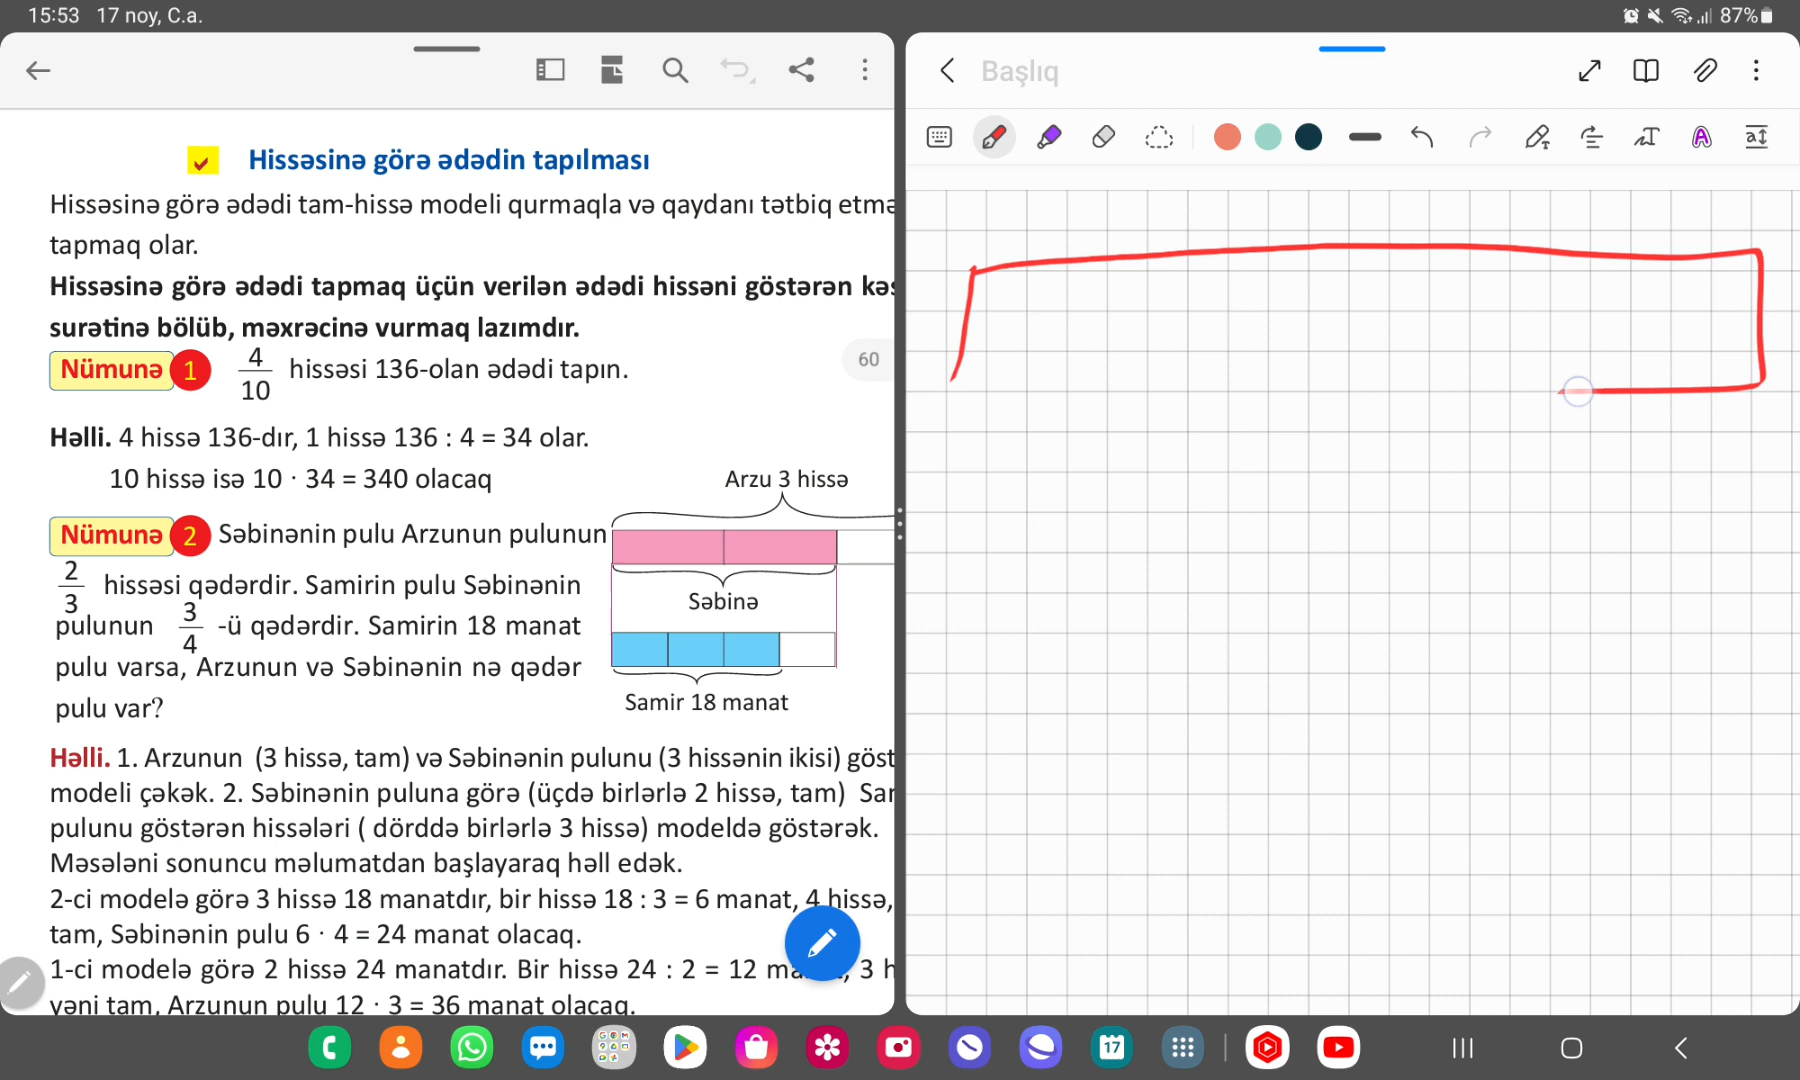 15:53 17 noy, C.a.
87%
Hissəsinə görə ədədin tapılması
Hissəsinə görə ədədi tam-hissə modeli qurmaqla və qaydanı tətbiq etmə
tapmaq olar.
Hissəsinə görə ədədi tapmaq üçün verilən ədədi hissəni göstərən kəs
surətinə bölüb, məxrəcinə vurmaq lazımdır.
Nümunə 1 4/10 hissəsi 136-olan ədədi tapın.
60
Həlli. 4 hissə 136-dır, 1 hissə 136 : 4 = 34 olar.
10 hissə isə 10 · 34 = 340 olacaq
Nümunə 2 Səbinənin pulu Arzunun pulunun
2/3 hissəsi qədərdir. Samirin pulu Səbinənin
pulunun 3/4 -ü qədərdir. Samirin 18 manat
pulu varsa, Arzunun və Səbinənin nə qədər
pulu var?
Arzu 3 hissə
Səbinə
Samir 18 manat
Həlli. 1. Arzunun (3 hissə, tam) və Səbinənin pulunu (3 hissənin ikisi) göst
modeli çəkək. 2. Səbinənin puluna görə (üçdə birlərlə 2 hissə, tam) Sar
pulunu göstərən hissələri ( dörddə birlərlə 3 hissə) modeldə göstərək.
Məsələni sonuncu məlumatdan başlayaraq həll edək.
2-ci modelə görə 3 hissə 18 manatdır, bir hissə 18 : 3 = 6 manat, 4 hissə,
tam, Səbinənin pulu 6 · 4 = 24 manat olacaq.
1-ci modelə görə 2 hissə 24 manatdır. Bir hissə 24 : 2 = 12 ma , 3 h
yəni tam, Arzunun pulu 12 · 3 = 36 manat olacaq.
Başlıq
17